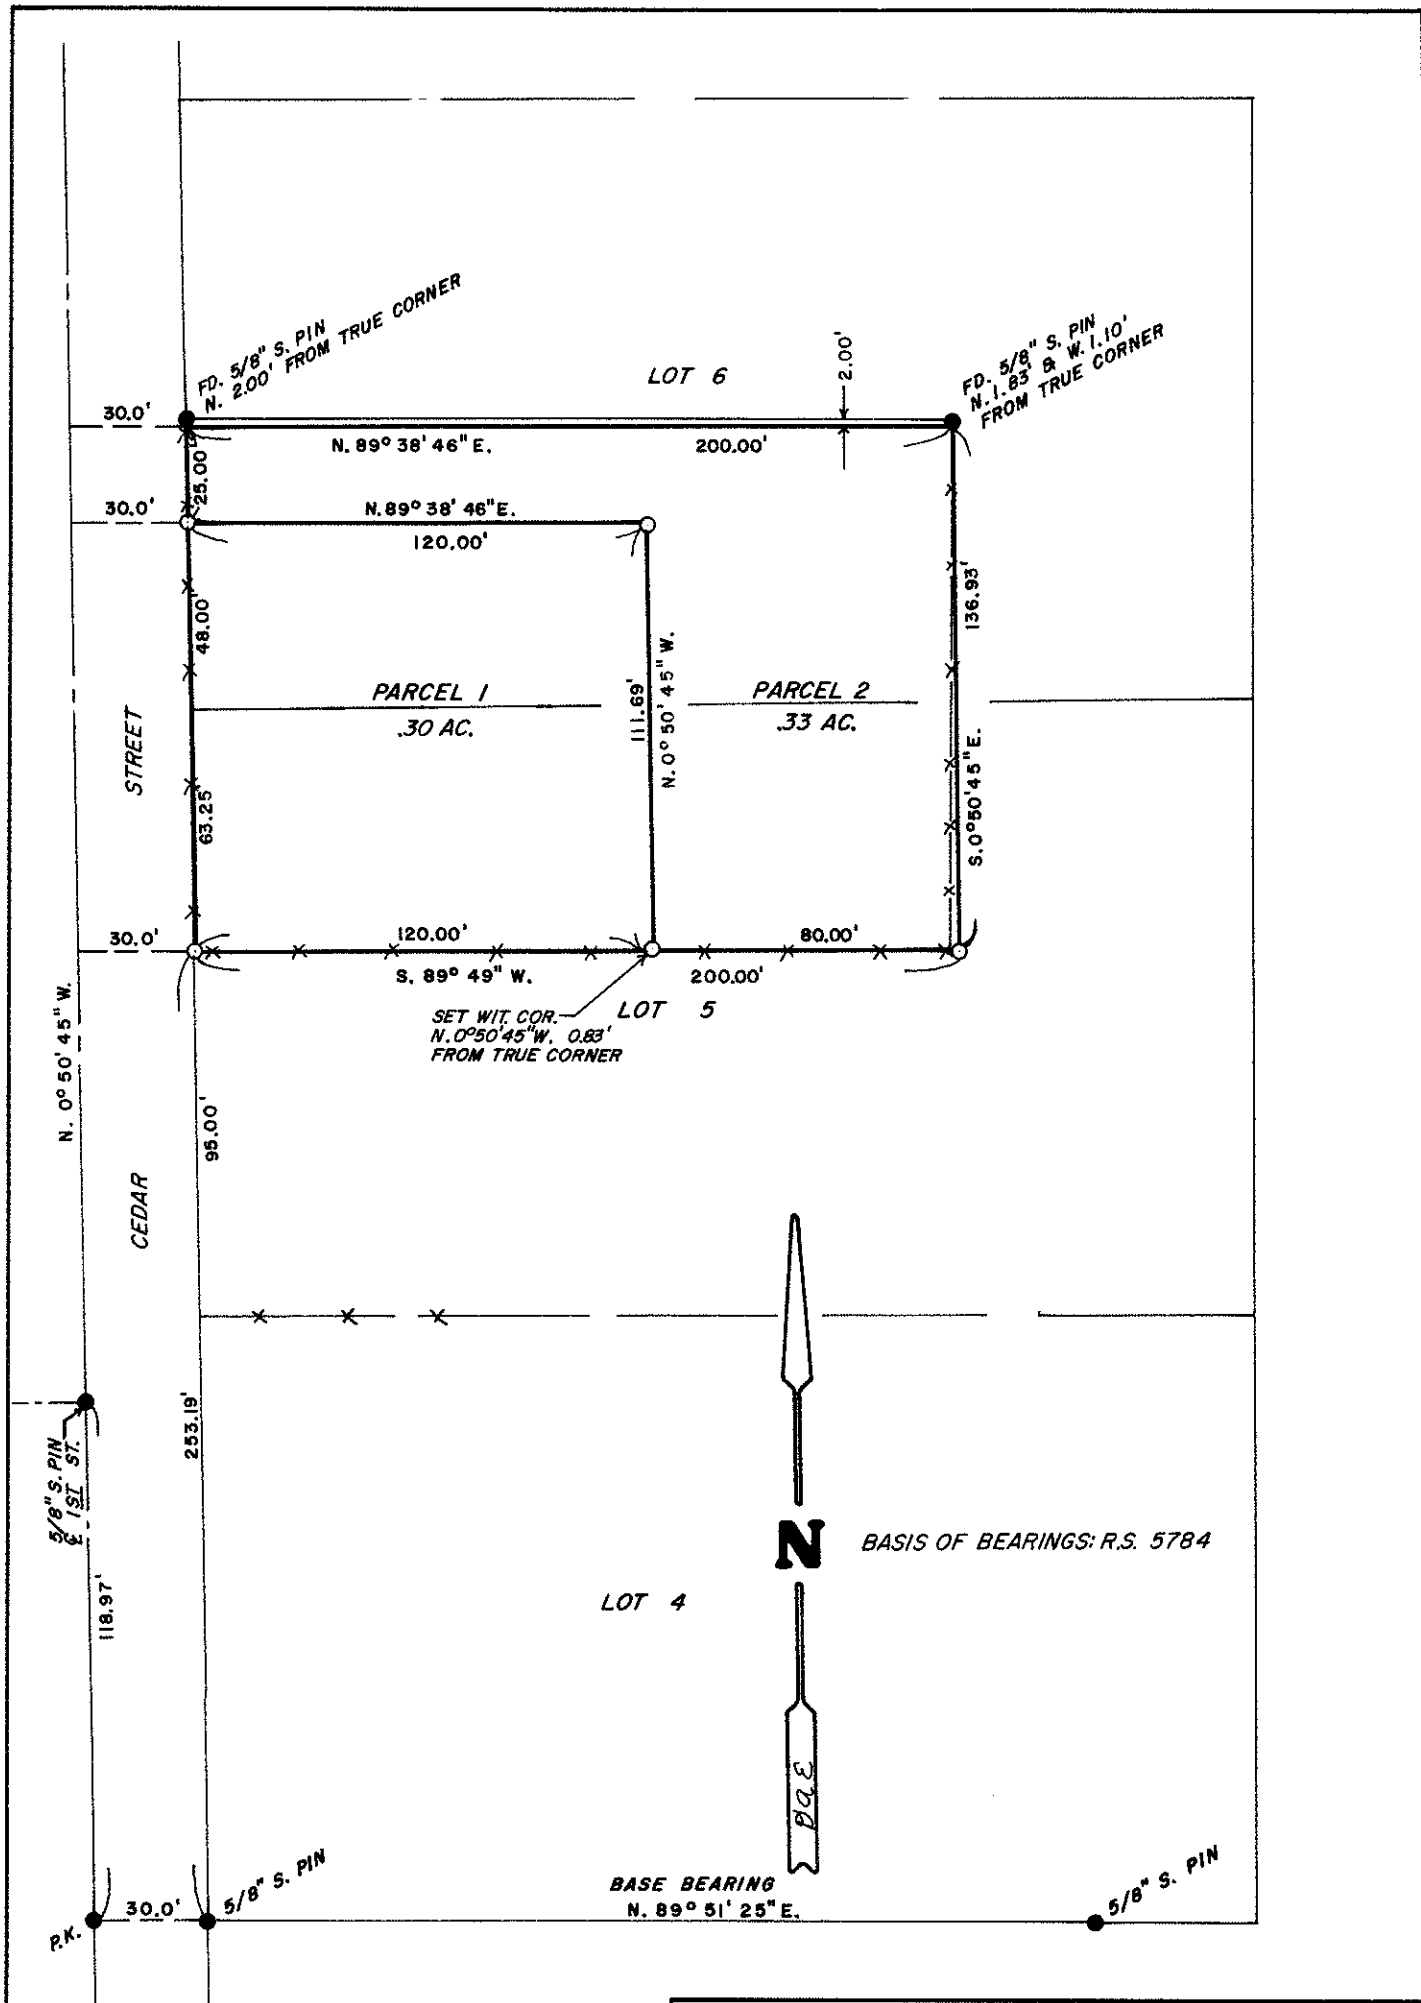 FD. 5/8" S. PIN
N. 2.00' FROM TRUE CORNER
FD. 5/8" S. PIN
N. 1.83' & W. 1.10'
FROM TRUE CORNER
LOT 6
2.00'
30.0'
N. 89° 38' 46" E.
200.00'
25.00'
30.0'
N. 89° 38' 46" E.
120.00'
48.00'
136.93'
PARCEL 1
.30 AC.
111.69'
N. 0° 50' 45" W.
PARCEL 2
.33 AC.
STREET
63.25'
S. 0° 50' 45" E.
30.0'
120.00'
80.00'
S. 89° 49" W.
200.00'
SET WIT. COR.
N. 0° 50' 45" W. 0.83'
FROM TRUE CORNER
LOT 5
N. 0° 50' 45" W.
95.00'
CEDAR
253.19'
5/8" S. PIN
℄ 1ST ST.
118.97'
N
BASIS OF BEARINGS: R.S. 5784
LOT 4
BASE BEARING
N. 89° 51' 25" E.
P.K.
30.0'
5/8" S. PIN
5/8" S. PIN